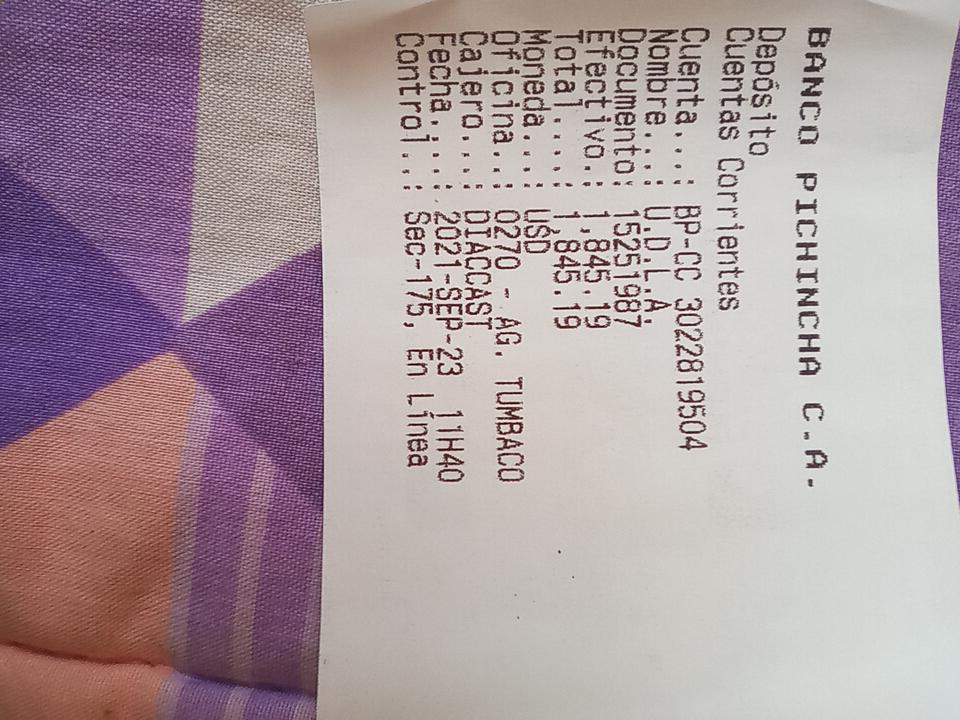 BANCO PICHINCHA C.A.
Depósito
Cuentas Corrientes
Cuenta...: BP-CC 3022819504
Nombre...: U.D.L.A.
Documento: 15251987
Efectivo.: 1,845.19
Total....: 1,845.19
Moneda...: USD
Oficina..: 0270 - AG. TUMBACO
Cajero...: DIACCAST
Fecha....: 2021-SEP-23 11H40
Control..: Sec-175, En Línea